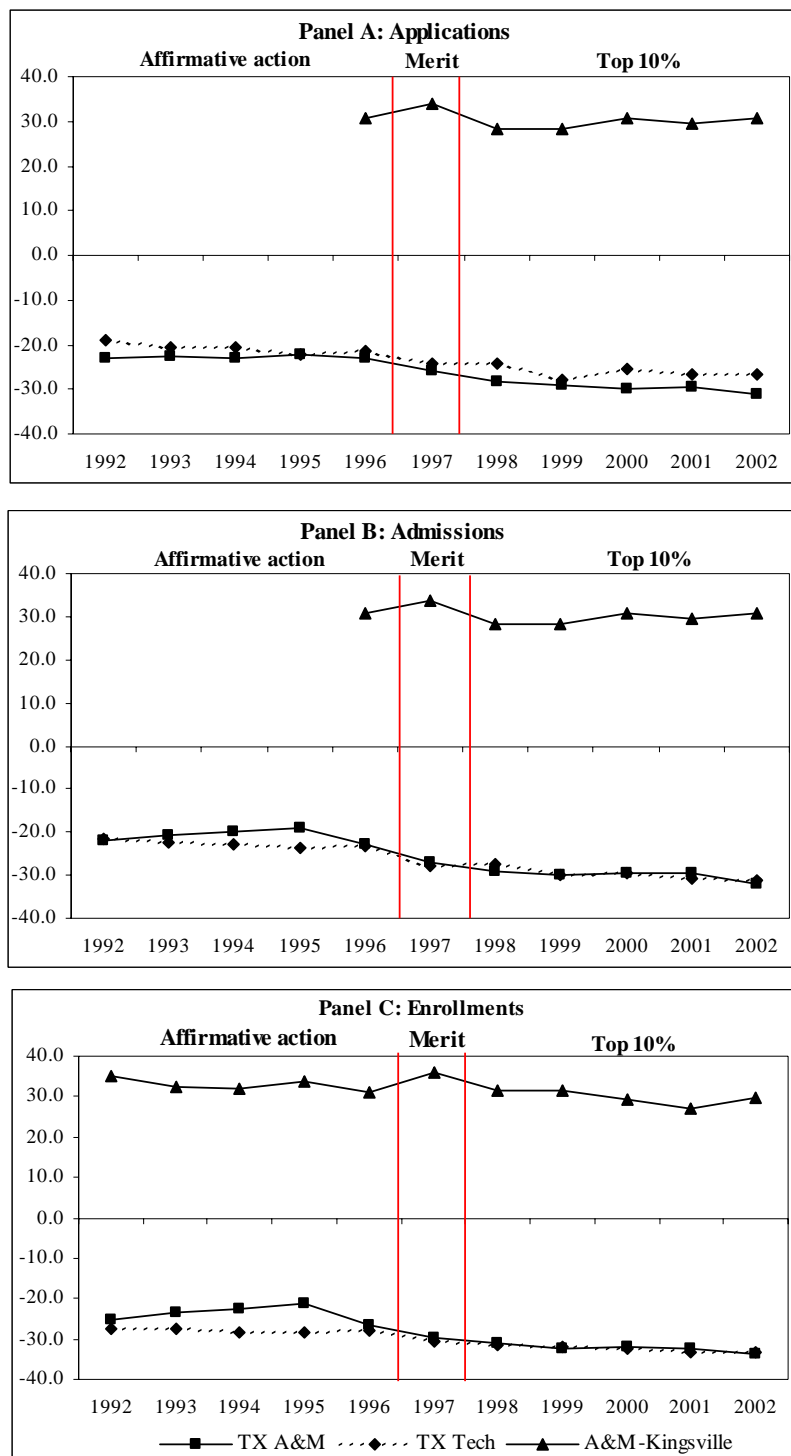 Panel A: Applications
Affirmative action Merit Top 10%
40.0
30.0
20.0
10.0
0.0
-10.0
-20.0
-30.0
-40.0
1992 1993 1994 1995 1996 1997 1998 1999 2000 2001 2002
Panel B: Admissions
Affirmative action Merit Top 10%
40.0
30.0
20.0
10.0
0.0
-10.0
-20.0
-30.0
-40.0
1992 1993 1994 1995 1996 1997 1998 1999 2000 2001 2002
Panel C: Enrollments
Affirmative action Merit Top 10%
40.0
30.0
20.0
10.0
0.0
-10.0
-20.0
-30.0
-40.0
1992 1993 1994 1995 1996 1997 1998 1999 2000 2001 2002
TX A&M TX Tech A&M-Kingsville